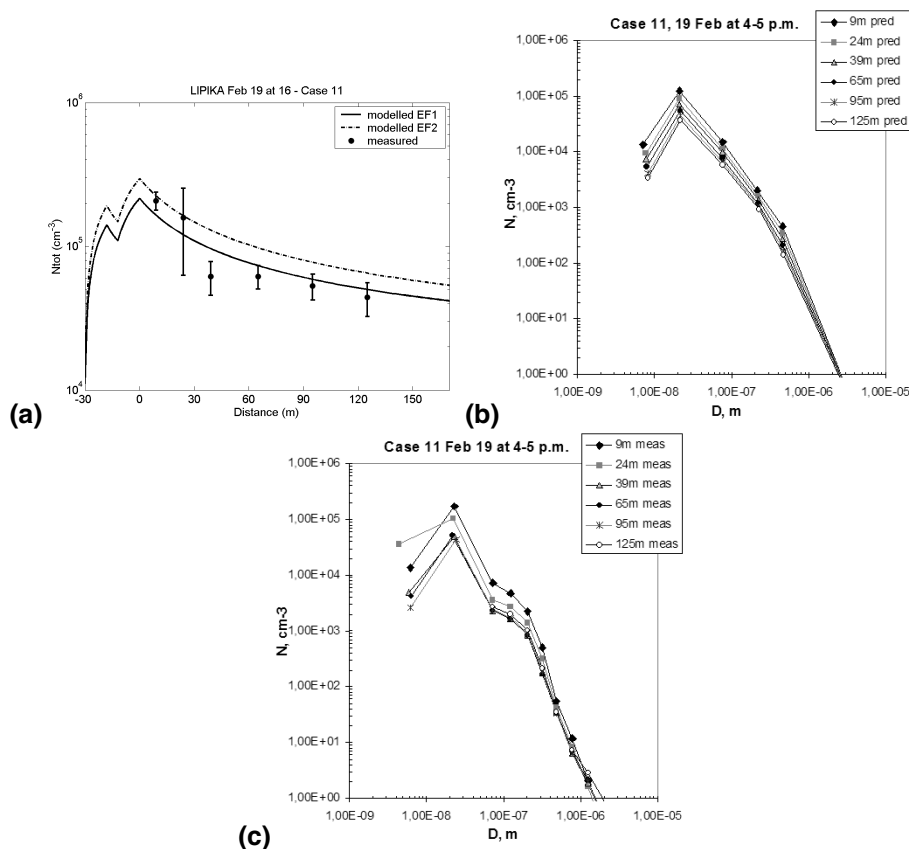 LIPIKA Feb 19 at 16 - Case 11
10^6
10^5
10^4
Ntot (cm^-3)
modelled EF1
modelled EF2
measured
-30 0 30 60 90 120 150
Distance (m)
(a)
Case 11, 19 Feb at 4-5 p.m.
9m pred
24m pred
39m pred
65m pred
95m pred
125m pred
1,00E+06
1,00E+05
1,00E+04
1,00E+03
1,00E+02
1,00E+01
1,00E+00
N, cm-3
1,00E-09 1,00E-08 1,00E-07 1,00E-06 1,00E-05
D, m
(b)
Case 11 Feb 19 at 4-5 p.m.
9m meas
24m meas
39m meas
65m meas
95m meas
125m meas
1,00E+06
1,00E+05
1,00E+04
1,00E+03
1,00E+02
1,00E+01
1,00E+00
N, cm-3
1,00E-09 1,00E-08 1,00E-07 1,00E-06 1,00E-05
D, m
(c)